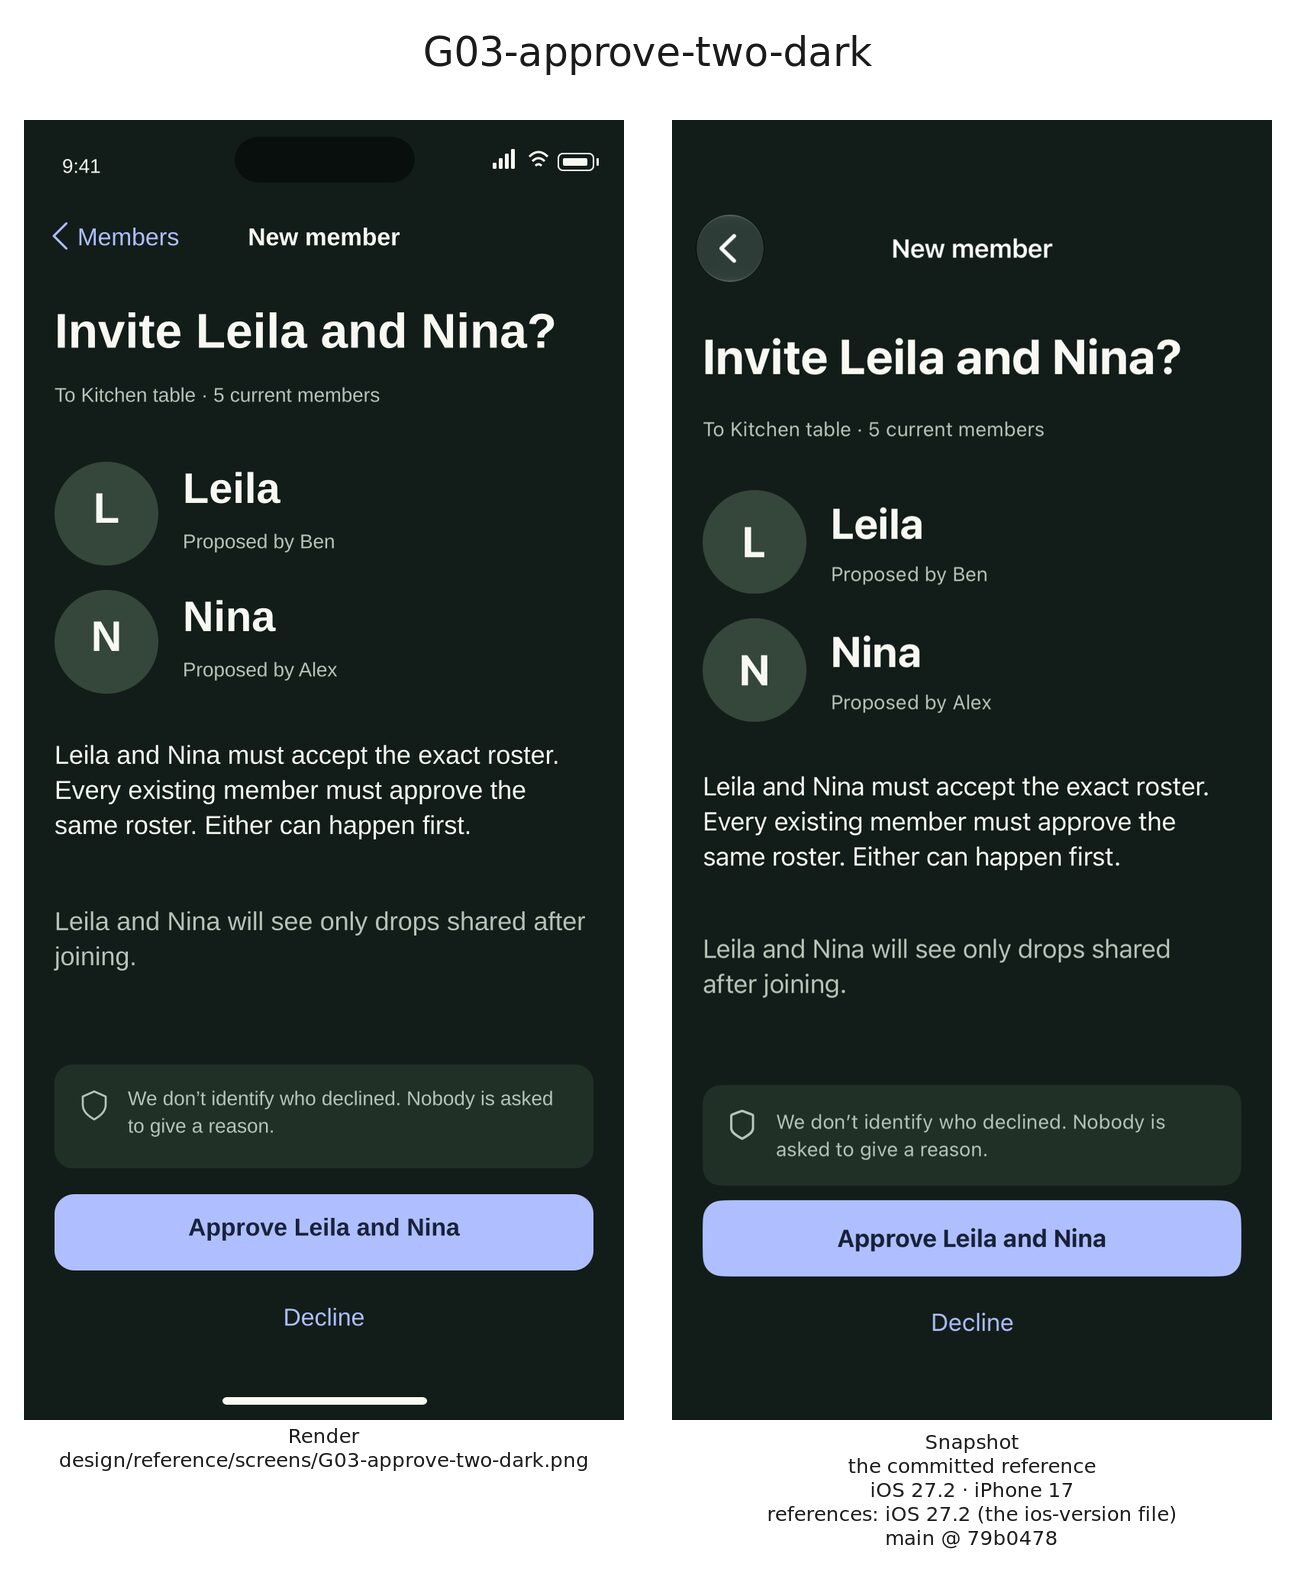 G03-approve-two-dark
9:41
Members
New member
Invite Leila and Nina?
To Kitchen table · 5 current members
L
Leila
Proposed by Ben
N
Nina
Proposed by Alex
Leila and Nina must accept the exact roster.
Every existing member must approve the
same roster. Either can happen first.
Leila and Nina will see only drops shared after
joining.
We don’t identify who declined. Nobody is asked
to give a reason.
Approve Leila and Nina
Decline
Render
design/reference/screens/G03-approve-two-dark.png
New member
Invite Leila and Nina?
To Kitchen table · 5 current members
L
Leila
Proposed by Ben
N
Nina
Proposed by Alex
Leila and Nina must accept the exact roster.
Every existing member must approve the
same roster. Either can happen first.
Leila and Nina will see only drops shared
after joining.
We don’t identify who declined. Nobody is
asked to give a reason.
Approve Leila and Nina
Decline
Snapshot
the committed reference
iOS 27.2 · iPhone 17
references: iOS 27.2 (the ios-version file)
main @ 79b0478